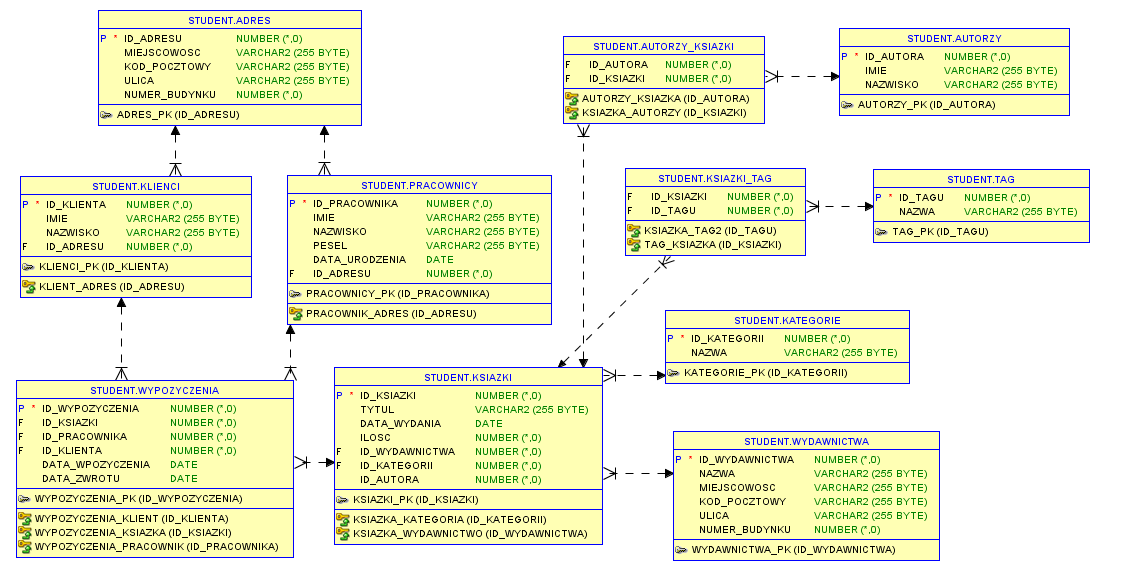 STUDENT.ADRES
P * ID_ADRESU NUMBER (*,0)
MIEJSCOWOSC VARCHAR2 (255 BYTE)
KOD_POCZTOWY VARCHAR2 (255 BYTE)
ULICA VARCHAR2 (255 BYTE)
NUMER_BUDYNKU NUMBER (*,0)
ADRES_PK (ID_ADRESU)
STUDENT.AUTORZY_KSIAZKI
F ID_AUTORA NUMBER (*,0)
F ID_KSIAZKI NUMBER (*,0)
AUTORZY_KSIAZKA (ID_AUTORA)
KSIAZKA_AUTORZY (ID_KSIAZKI)
STUDENT.AUTORZY
P * ID_AUTORA NUMBER (*,0)
IMIE VARCHAR2 (255 BYTE)
NAZWISKO VARCHAR2 (255 BYTE)
AUTORZY_PK (ID_AUTORA)
STUDENT.KLIENCI
P * ID_KLIENTA NUMBER (*,0)
IMIE VARCHAR2 (255 BYTE)
NAZWISKO VARCHAR2 (255 BYTE)
F ID_ADRESU NUMBER (*,0)
KLIENCI_PK (ID_KLIENTA)
KLIENT_ADRES (ID_ADRESU)
STUDENT.PRACOWNICY
P * ID_PRACOWNIKA NUMBER (*,0)
IMIE VARCHAR2 (255 BYTE)
NAZWISKO VARCHAR2 (255 BYTE)
PESEL VARCHAR2 (255 BYTE)
DATA_URODZENIA DATE
F ID_ADRESU NUMBER (*,0)
PRACOWNICY_PK (ID_PRACOWNIKA)
PRACOWNIK_ADRES (ID_ADRESU)
STUDENT.KSIAZKI_TAG
F ID_KSIAZKI NUMBER (*,0)
F ID_TAGU NUMBER (*,0)
KSIAZKA_TAG2 (ID_TAGU)
TAG_KSIAZKA (ID_KSIAZKI)
STUDENT.TAG
P * ID_TAGU NUMBER (*,0)
NAZWA VARCHAR2 (255 BYTE)
TAG_PK (ID_TAGU)
STUDENT.KATEGORIE
P * ID_KATEGORII NUMBER (*,0)
NAZWA VARCHAR2 (255 BYTE)
KATEGORIE_PK (ID_KATEGORII)
STUDENT.WYPOZYCZENIA
P * ID_WYPOZYCZENIA NUMBER (*,0)
F ID_KSIAZKI NUMBER (*,0)
F ID_PRACOWNIKA NUMBER (*,0)
F ID_KLIENTA NUMBER (*,0)
DATA_WPOZYCZENIA DATE
DATA_ZWROTU DATE
WYPOZYCZENIA_PK (ID_WYPOZYCZENIA)
WYPOZYCZENIA_KLIENT (ID_KLIENTA)
WYPOZYCZENIA_KSIAZKA (ID_KSIAZKI)
WYPOZYCZENIA_PRACOWNIK (ID_PRACOWNIKA)
STUDENT.KSIAZKI
P * ID_KSIAZKI NUMBER (*,0)
TYTUL VARCHAR2 (255 BYTE)
DATA_WYDANIA DATE
ILOSC NUMBER (*,0)
F ID_WYDAWNICTWA NUMBER (*,0)
F ID_KATEGORII NUMBER (*,0)
ID_AUTORA NUMBER (*,0)
KSIAZKI_PK (ID_KSIAZKI)
KSIAZKA_KATEGORIA (ID_KATEGORII)
KSIAZKA_WYDAWNICTWO (ID_WYDAWNICTWA)
STUDENT.WYDAWNICTWA
P * ID_WYDAWNICTWA NUMBER (*,0)
NAZWA VARCHAR2 (255 BYTE)
MIEJSCOWOSC VARCHAR2 (255 BYTE)
KOD_POCZTOWY VARCHAR2 (255 BYTE)
ULICA VARCHAR2 (255 BYTE)
NUMER_BUDYNKU NUMBER (*,0)
WYDAWNICTWA_PK (ID_WYDAWNICTWA)